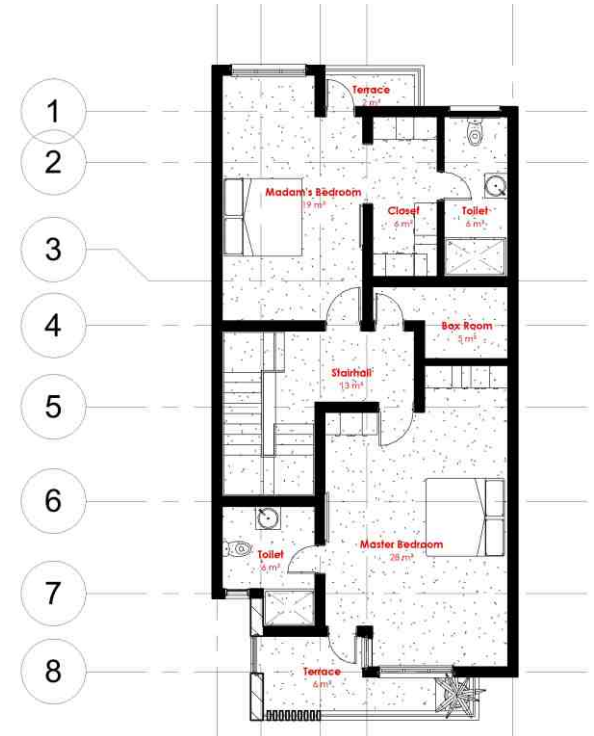 1
Terrace
2 m²
2
Madam's Bedroom
19 m²
Closet
6 m²
Toilet
6 m²
3
4
Box Room
5 m²
Stairhall
13 m²
5
6
Master Bedroom
28 m²
Toilet
6 m²
7
8
Terrace
6 m²